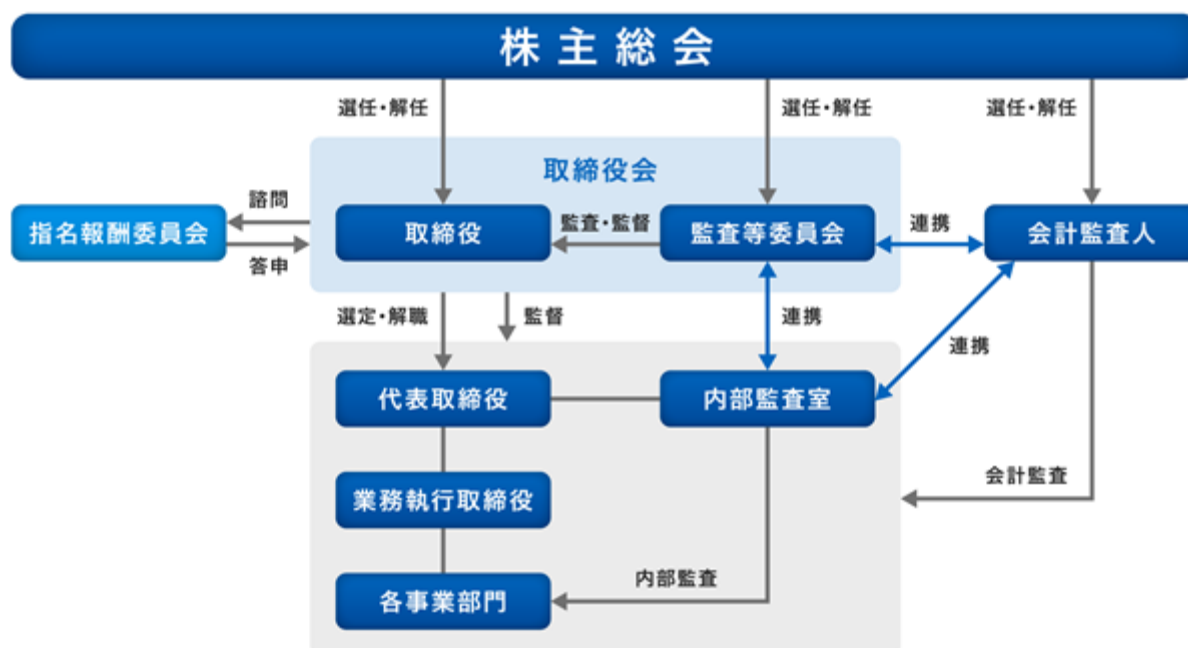 株主総会
選任・解任
選任・解任
選任・解任
取締役会
指名報酬委員会
諮問
答申
取締役
監査・監督
監査等委員会
連携
会計監査人
選定・解職
監督
連携
連携
代表取締役
内部監査室
業務執行取締役
会計監査
各事業部門
内部監査